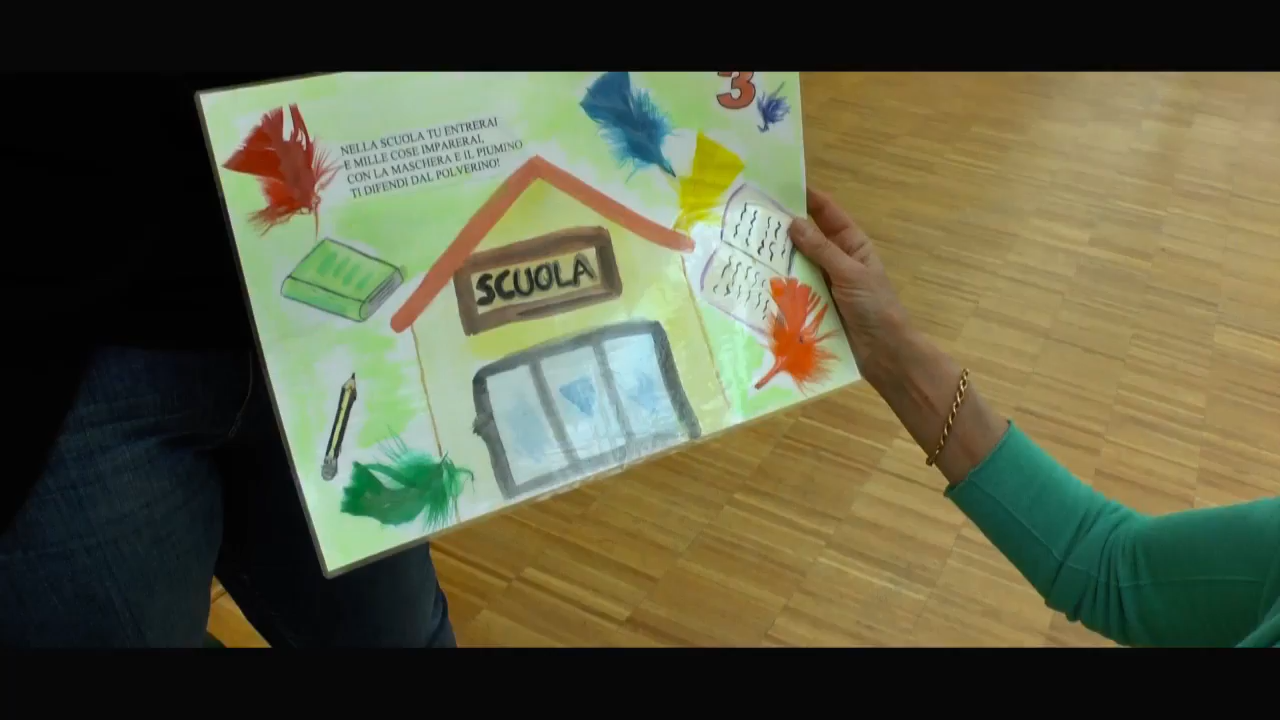 3
NELLA SCUOLA TU ENTRERAI
E MILLE COSE IMPARERAI,
CON LA MASCHERA E IL PIUMINO
TI DIFENDI DAL POLVERINO!
SCUOLA